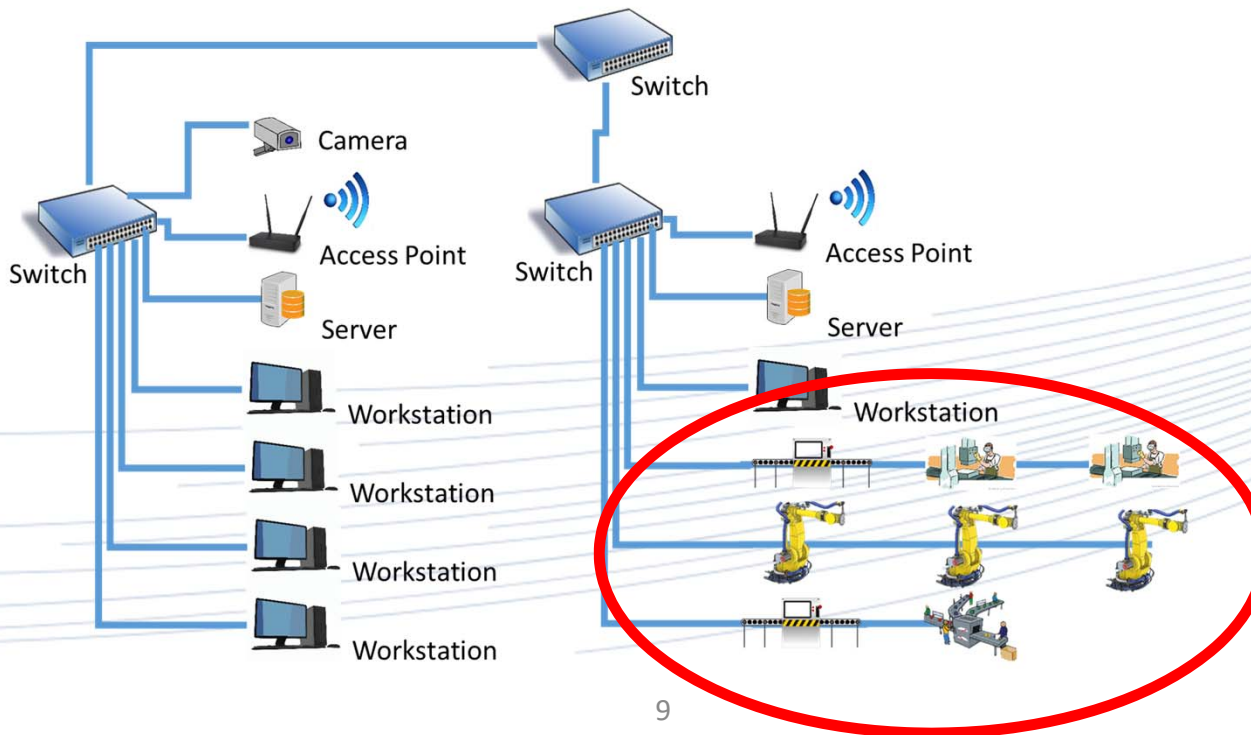 Switch
Camera
Access Point
Switch
Server
Workstation
Workstation
Workstation
Workstation
Switch
Access Point
Server
Workstation
9